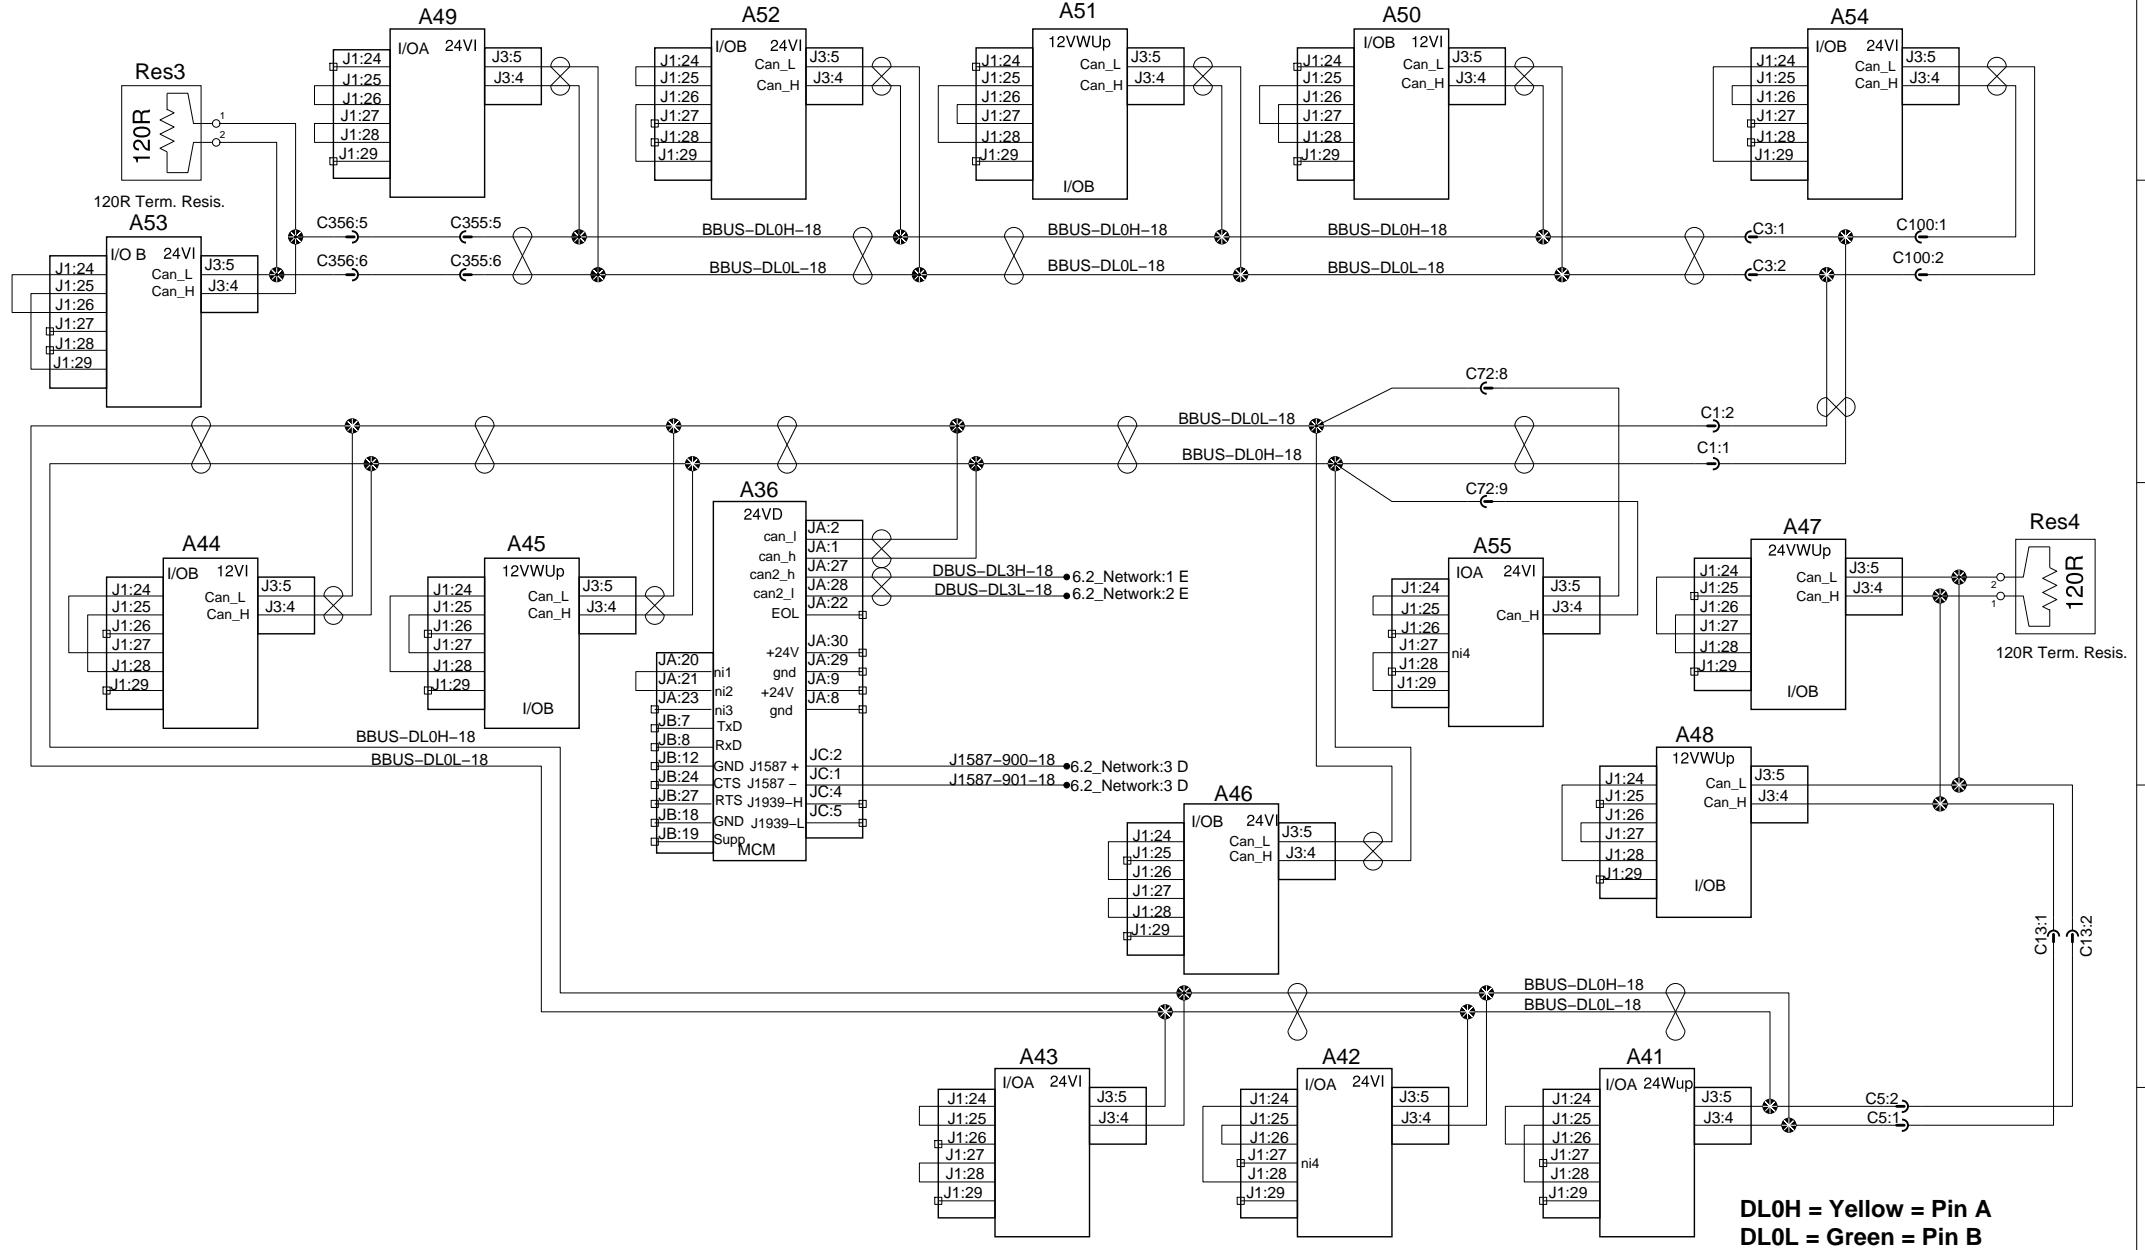 A49
I/OA 24VI
J1:24
J1:25
J1:26
J1:27
J1:28
J1:29
J3:5
J3:4
A52
I/OB 24VI
Can_L
Can_H
J1:24
J1:25
J1:26
J1:27
J1:28
J1:29
J3:5
J3:4
A51
12VWUp
Can_L
Can_H
I/OB
J1:24
J1:25
J1:26
J1:27
J1:28
J1:29
J3:5
J3:4
A50
I/OB 12VI
Can_L
Can_H
J1:24
J1:25
J1:26
J1:27
J1:28
J1:29
J3:5
J3:4
A54
I/OB 24VI
Can_L
Can_H
J1:24
J1:25
J1:26
J1:27
J1:28
J1:29
J3:5
J3:4
Res3
120R
1
2
120R Term. Resis.
A53
I/O B 24VI
Can_L
Can_H
J1:24
J1:25
J1:26
J1:27
J1:28
J1:29
J3:5
J3:4
C356:5 C355:5 BBUS–DL0H–18 BBUS–DL0H–18 BBUS–DL0H–18 C3:1 C100:1
C356:6 C355:6 BBUS–DL0L–18 BBUS–DL0L–18 BBUS–DL0L–18 C3:2 C100:2
C72:8
BBUS–DL0L–18 C1:2
BBUS–DL0H–18 C1:1
C72:9
A44
I/OB 12VI
Can_L
Can_H
J1:24
J1:25
J1:26
J1:27
J1:28
J1:29
J3:5
J3:4
A45
12VWUp
Can_L
Can_H
I/OB
J1:24
J1:25
J1:26
J1:27
J1:28
J1:29
J3:5
J3:4
A36
24VD
can_l JA:2
can_h JA:1
can2_h JA:27 DBUS–DL3H–18 6.2_Network:1 E
can2_l JA:28 DBUS–DL3L–18 6.2_Network:2 E
EOL JA:22
+24V JA:30
gnd JA:29
+24V JA:9
gnd JA:8
JA:20 ni1
JA:21 ni2
JA:23 ni3
JB:7 TxD
JB:8 RxD
JB:12 GND J1587 + JC:2 J1587–900–18 6.2_Network:3 D
JB:24 CTS J1587 – JC:1 J1587–901–18 6.2_Network:3 D
JB:27 RTS J1939–H JC:4
JB:18 GND J1939–L JC:5
JB:19 Supp
MCM
A55
IOA 24VI
Can_H
ni4
J1:24
J1:25
J1:26
J1:27
J1:28
J1:29
J3:5
J3:4
A47
24VWUp
Can_L
Can_H
I/OB
J1:24
J1:25
J1:26
J1:27
J1:28
J1:29
J3:5
J3:4
Res4
2
1
120R
120R Term. Resis.
BBUS–DL0H–18
BBUS–DL0L–18
A48
12VWUp
Can_L
Can_H
I/OB
J1:24
J1:25
J1:26
J1:27
J1:28
J1:29
J3:5
J3:4
A46
I/OB 24VI
Can_L
Can_H
J1:24
J1:25
J1:26
J1:27
J1:28
J1:29
J3:5
J3:4
C13:1
C13:2
BBUS–DL0H–18
BBUS–DL0L–18
A43
I/OA 24VI
J1:24
J1:25
J1:26
J1:27
J1:28
J1:29
J3:5
J3:4
A42
I/OA 24VI
ni4
J1:24
J1:25
J1:26
J1:27
J1:28
J1:29
J3:5
J3:4
A41
I/OA 24Wup
J1:24
J1:25
J1:26
J1:27
J1:28
J1:29
J3:5
J3:4
C5:2
C5:1
DL0H = Yellow = Pin A
DL0L = Green = Pin B